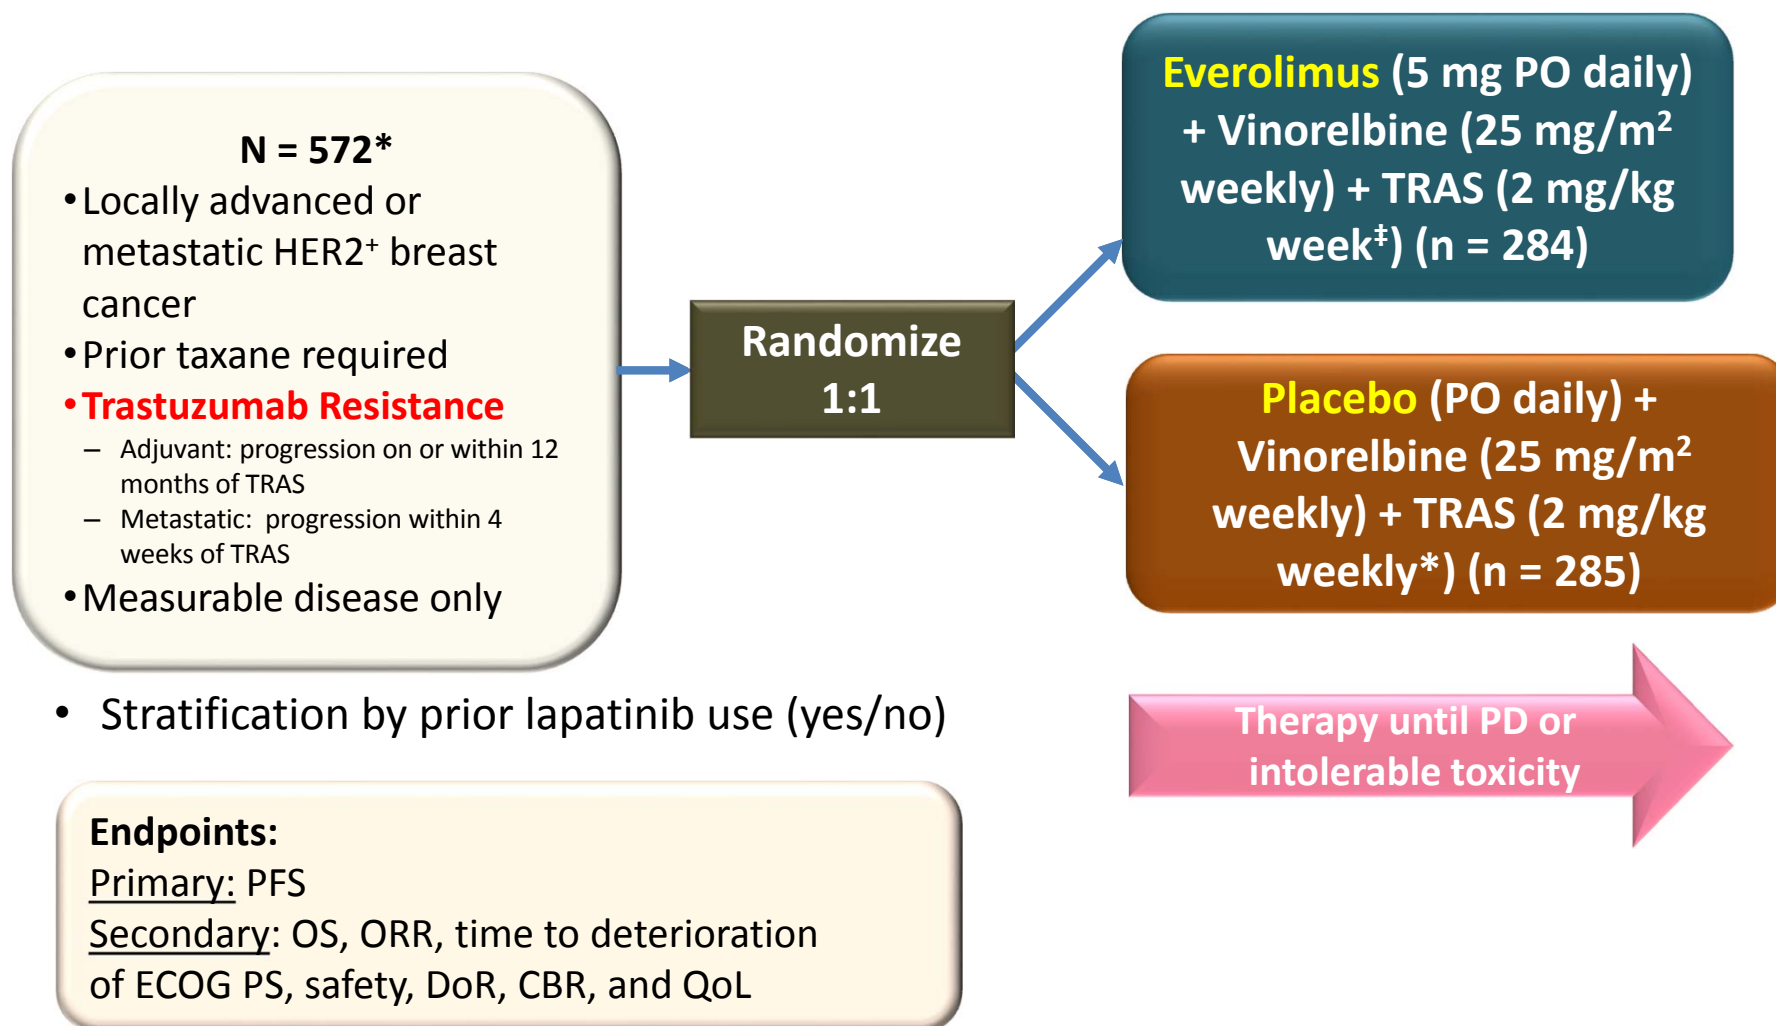 N = 572*
• Locally advanced or
metastatic HER2⁺ breast
cancer
• Prior taxane required
• Trastuzumab Resistance
– Adjuvant: progression on or within 12
months of TRAS
– Metastatic: progression within 4
weeks of TRAS
• Measurable disease only
Randomize
1:1
Everolimus (5 mg PO daily)
+ Vinorelbine (25 mg/m²
weekly) + TRAS (2 mg/kg
week‡) (n = 284)
Placebo (PO daily) +
Vinorelbine (25 mg/m²
weekly) + TRAS (2 mg/kg
weekly*) (n = 285)
Therapy until PD or
intolerable toxicity
• Stratification by prior lapatinib use (yes/no)
Endpoints:
Primary: PFS
Secondary: OS, ORR, time to deterioration
of ECOG PS, safety, DoR, CBR, and QoL